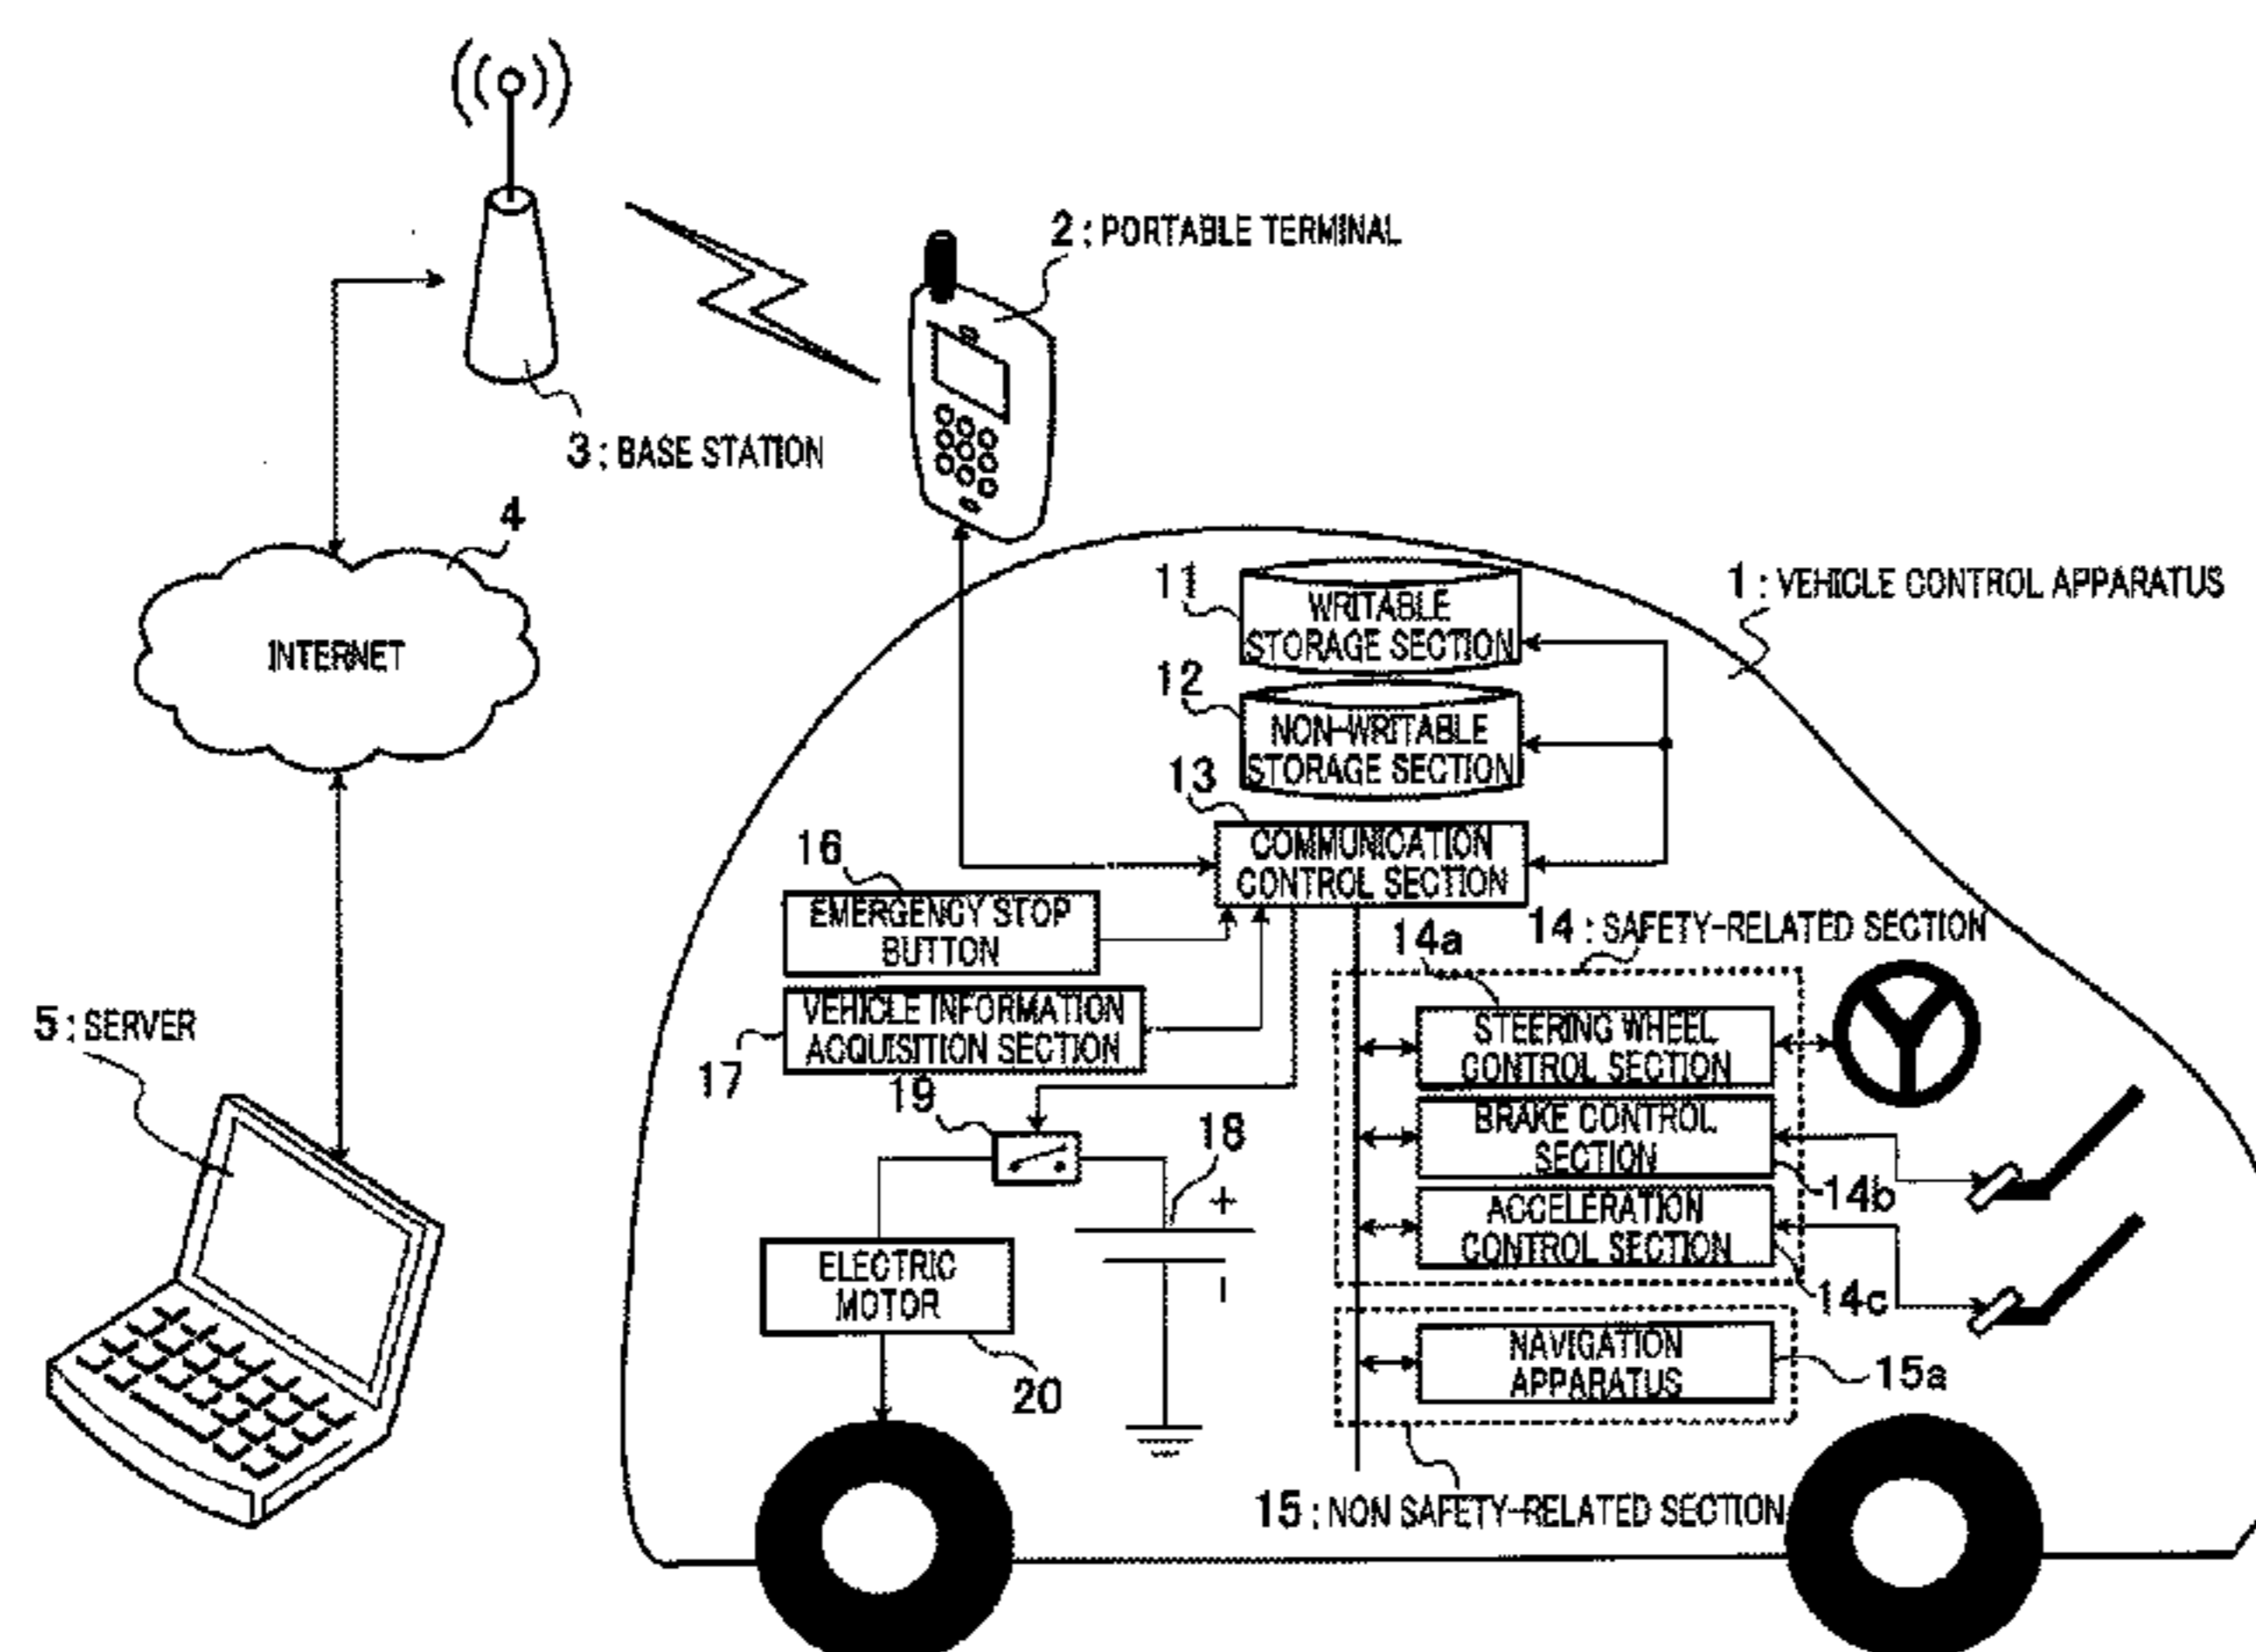 2 : PORTABLE TERMINAL
3 : BASE STATION
4
INTERNET
5 : SERVER
1 : VEHICLE CONTROL APPARATUS
11
WRITABLE
STORAGE SECTION
12
NON-WRITABLE
STORAGE SECTION
13
COMMUNICATION
CONTROL SECTION
16
EMERGENCY STOP
BUTTON
17
VEHICLE INFORMATION
ACQUISITION SECTION
14 : SAFETY-RELATED SECTION
14a
STEERING WHEEL
CONTROL SECTION
BRAKE CONTROL
SECTION
14b
ACCELERATION
CONTROL SECTION
14c
19
18
+
−
ELECTRIC
MOTOR
20
NAVIGATION
APPARATUS
15a
15 : NON SAFETY-RELATED SECTION